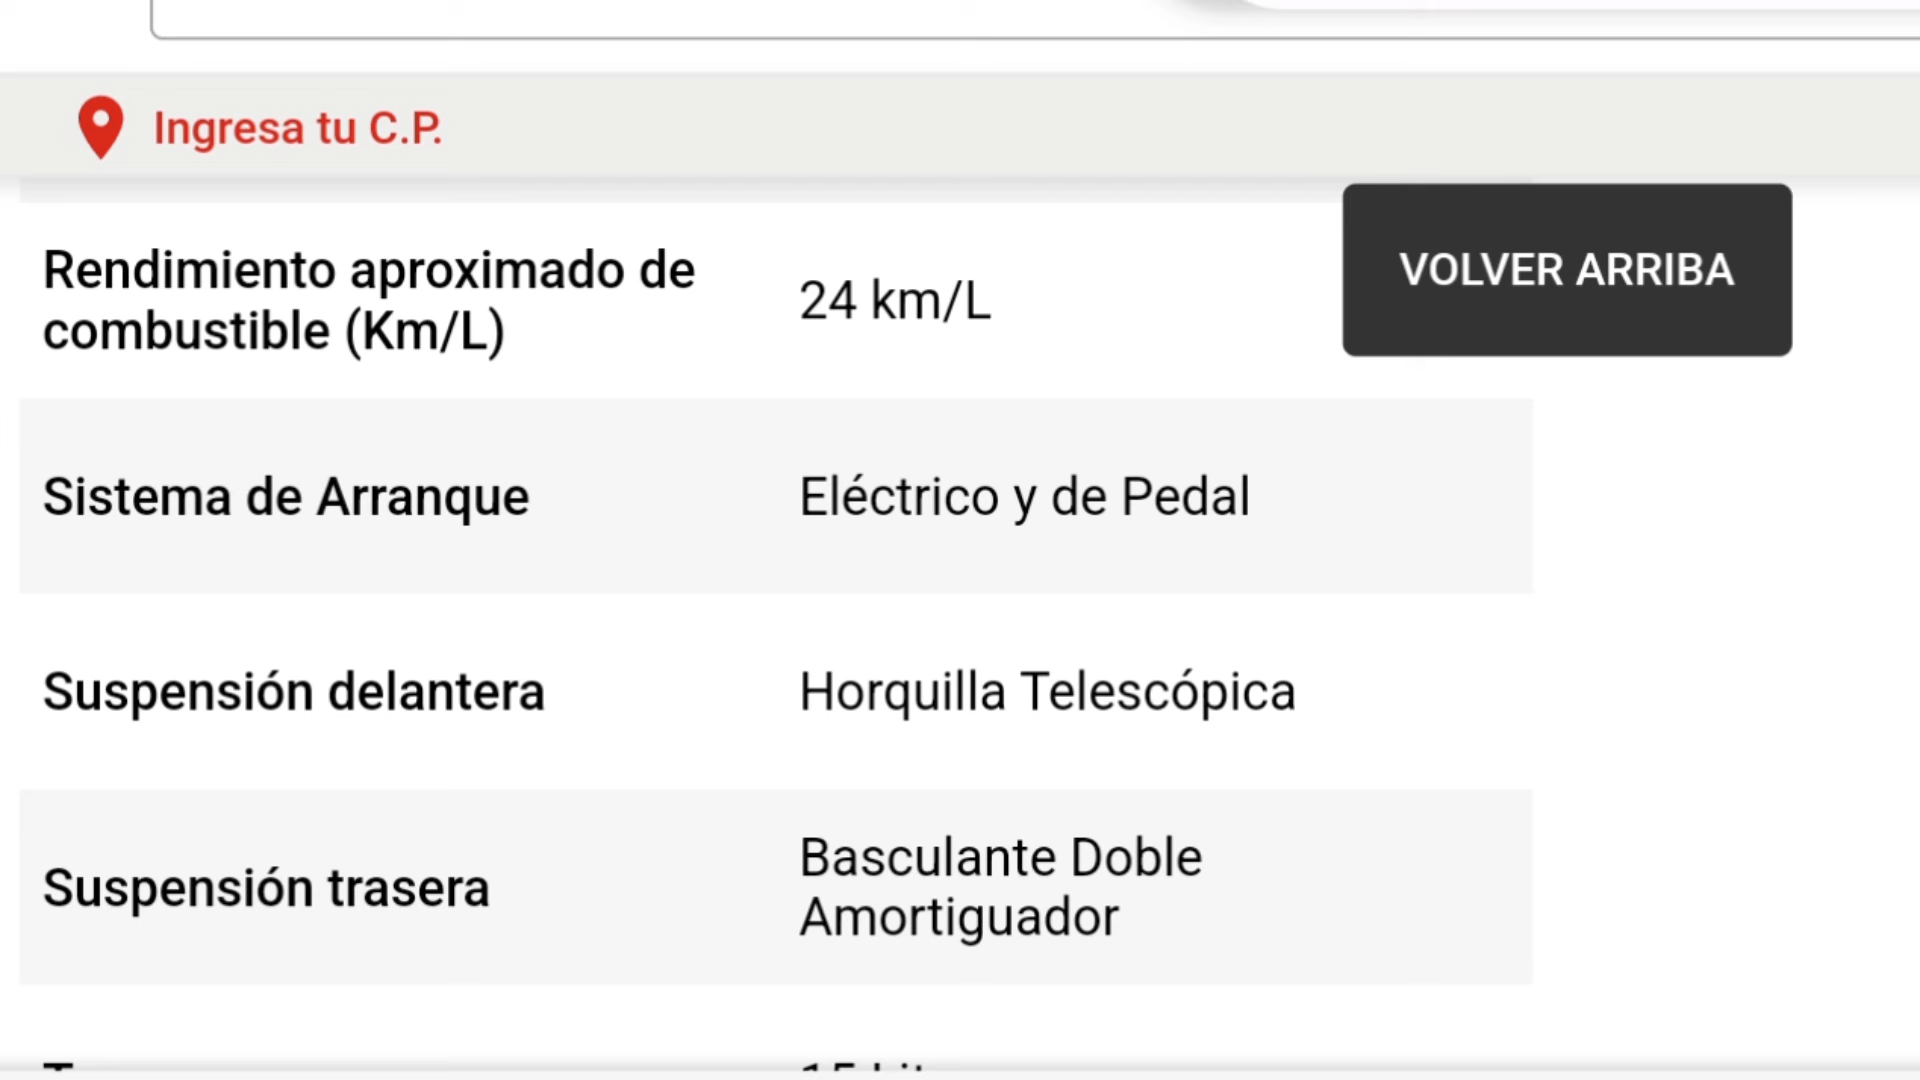 Ingresa tu C.P.
VOLVER ARRIBA
Rendimiento aproximado de
combustible (Km/L)
24 km/L
Sistema de Arranque
Eléctrico y de Pedal
Suspensión delantera
Horquilla Telescópica
Suspensión trasera
Basculante Doble
Amortiguador